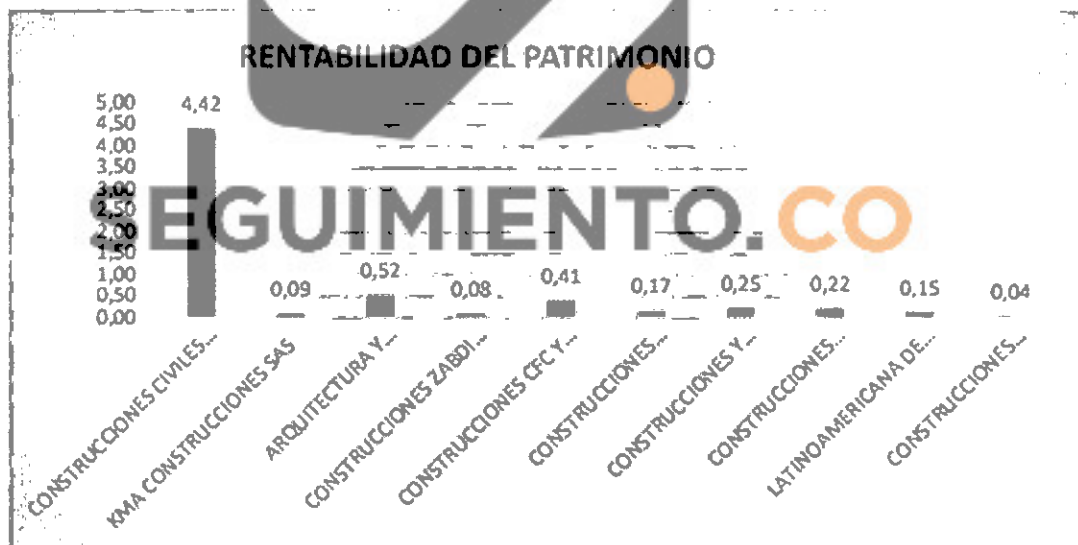 RENTABILIDAD DEL PATRIMONIO
5,00
4,50
4,00
3,50
3,00
2,50
2,00
1,50
1,00
0,50
0,00
4,42
0,09
0,52
0,08
0,41
0,17
0,25
0,22
0,15
0,04
SEGUIMIENTO.CO
CONSTRUCCIONES CIVILES...
KMA CONSTRUCCIONES SAS
ARQUITECTURA Y...
CONSTRUCCIONES ZABDI...
CONSTRUCCIONES CFC Y...
CONSTRUCCIONES...
CONSTRUCCIONES Y...
CONSTRUCCIONES...
LATINOAMERICANA DE...
CONSTRUCCIONES...